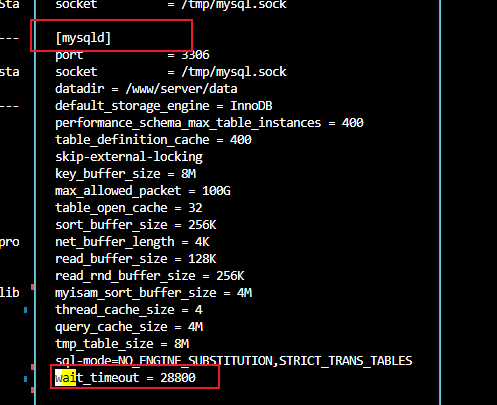 Sta socket = /tmp/mysql.sock
--- [mysqld]
port = 3306
sta socket = /tmp/mysql.sock
datadir = /www/server/data
--- default_storage_engine = InnoDB
performance_schema_max_table_instances = 400
table_definition_cache = 400
skip-external-locking
key_buffer_size = 8M
max_allowed_packet = 100G
table_open_cache = 32
sort_buffer_size = 256K
pro net_buffer_length = 4K
read_buffer_size = 128K
read_rnd_buffer_size = 256K
lib myisam_sort_buffer_size = 4M
thread_cache_size = 4
query_cache_size = 4M
tmp_table_size = 8M
sql-mode=NO_ENGINE_SUBSTITUTION,STRICT_TRANS_TABLES
wait_timeout = 28800